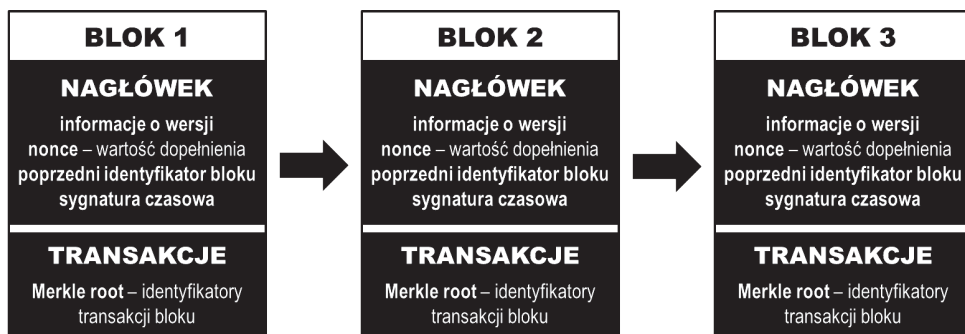 BLOK 1
NAGŁÓWEK
informacje o wersji
nonce – wartość dopełnienia
poprzedni identyfikator bloku
sygnatura czasowa
TRANSAKCJE
Merkle root – identyfikatory
transakcji bloku
BLOK 2
NAGŁÓWEK
informacje o wersji
nonce – wartość dopełnienia
poprzedni identyfikator bloku
sygnatura czasowa
TRANSAKCJE
Merkle root – identyfikatory
transakcji bloku
BLOK 3
NAGŁÓWEK
informacje o wersji
nonce – wartość dopełnienia
poprzedni identyfikator bloku
sygnatura czasowa
TRANSAKCJE
Merkle root – identyfikatory
transakcji bloku